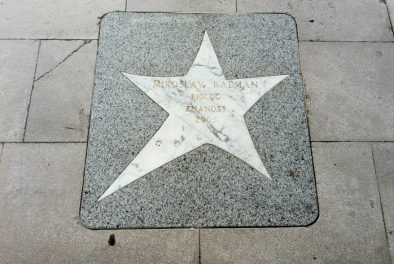 MIROSLAV RADMAN
BIOLOG
ZNANOST
2005.